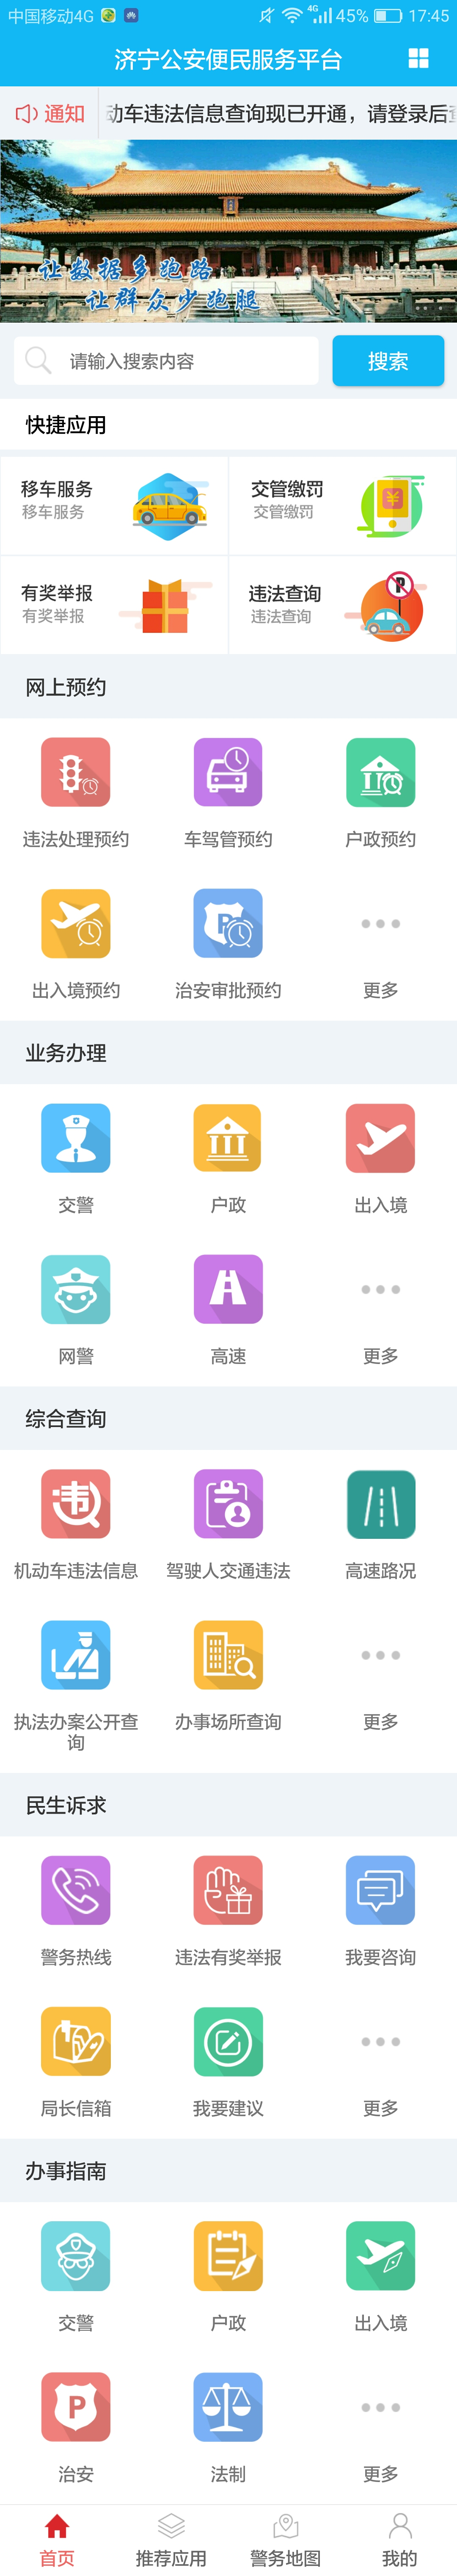 中国移动4G 4G 45% 17:45
济宁公安便民服务平台
通知 动车违法信息查询现已开通，请登录后
让数据多跑路
让群众少跑腿
请输入搜索内容 搜索
快捷应用
移车服务 交管缴罚
移车服务 交管缴罚
有奖举报 违法查询
有奖举报 违法查询
网上预约
违法处理预约 车驾管预约 户政预约
出入境预约 治安审批预约 更多
业务办理
交警 户政 出入境
网警 高速 更多
综合查询
机动车违法信息 驾驶人交通违法 高速路况
执法办案公开查 办事场所查询 更多
询
民生诉求
警务热线 违法有奖举报 我要咨询
局长信箱 我要建议 更多
办事指南
交警 户政 出入境
治安 法制 更多
首页 推荐应用 警务地图 我的